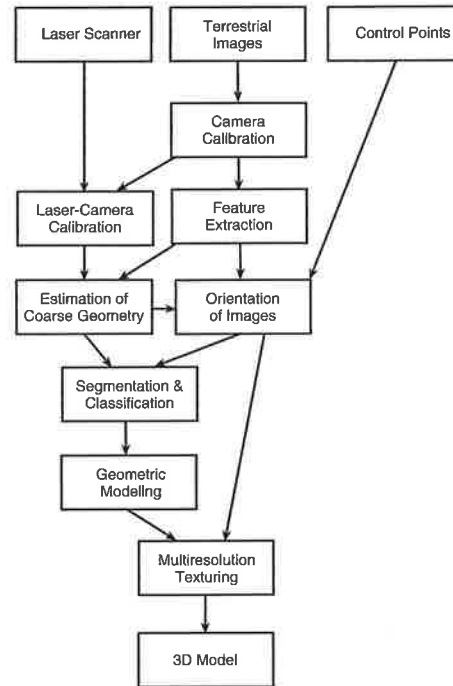 Laser Scanner
Terrestrial
Images
Control Points
Camera
Calibration
Laser-Camera
Calibration
Feature
Extraction
Estimation of
Coarse Geometry
Orientation
of Images
Segmentation &
Classification
Geometric
Modelng
Multiresolution
Texturing
3D Model